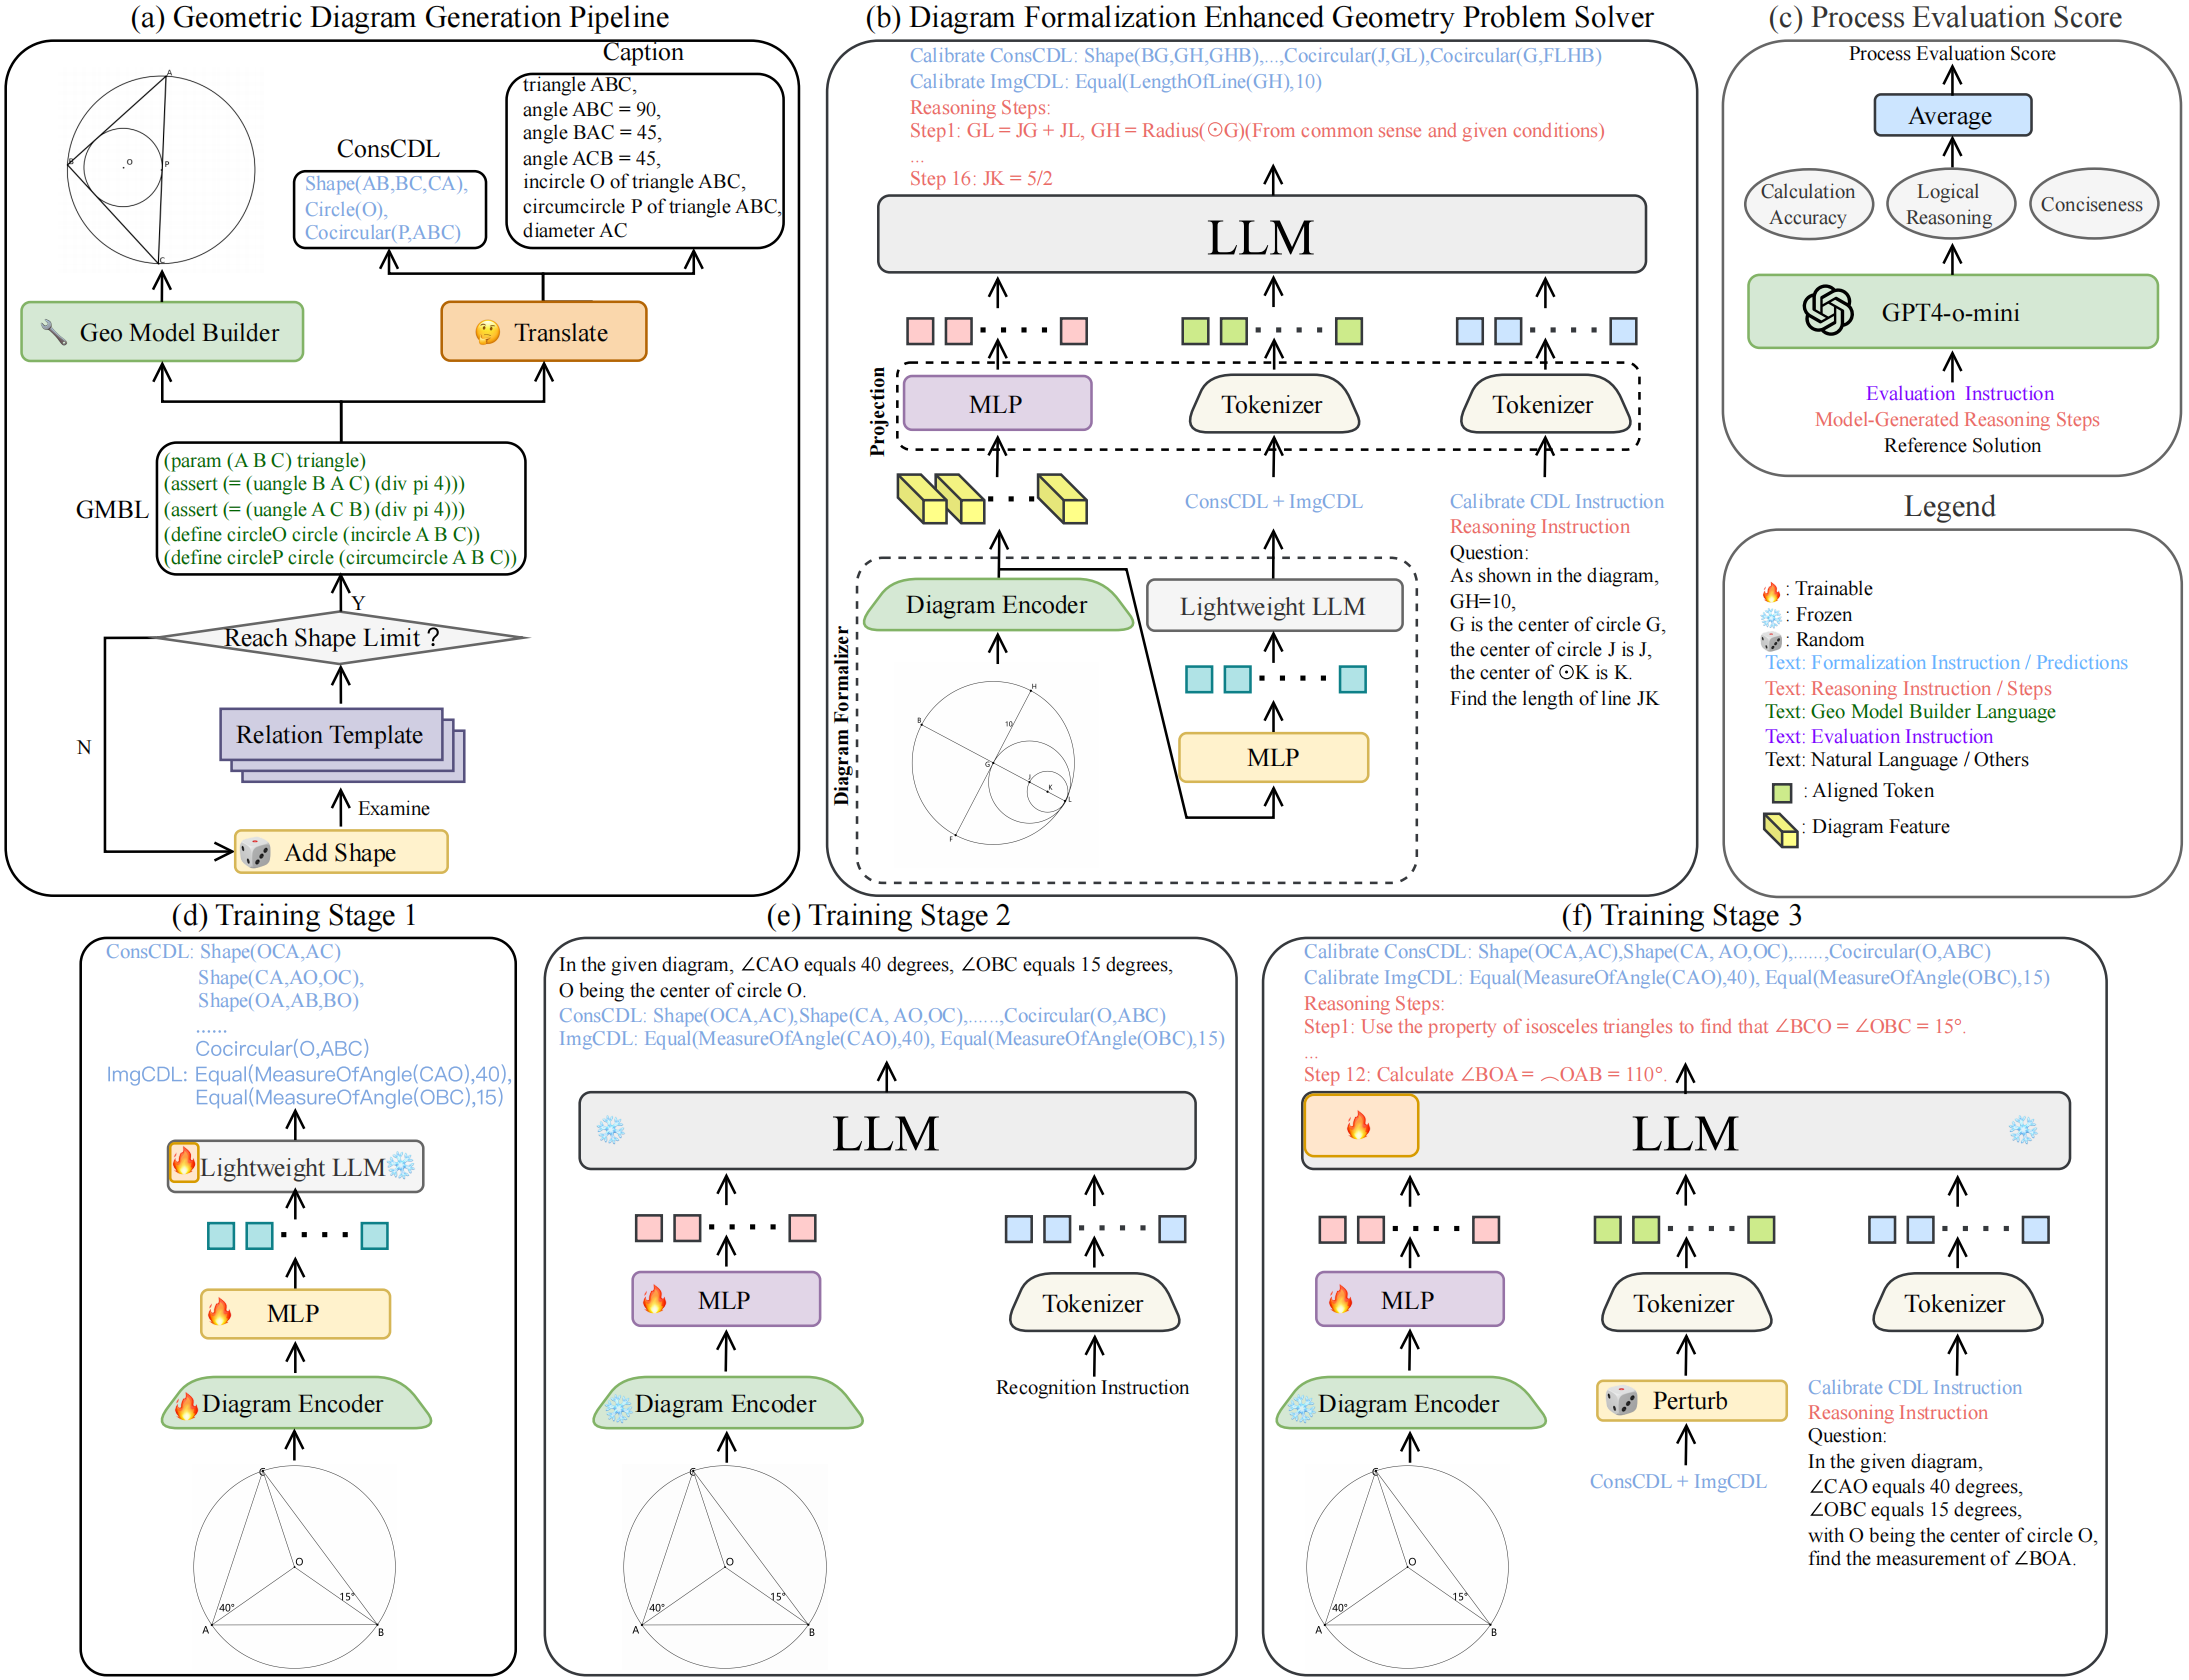 (a) Geometric Diagram Generation Pipeline
A
B
O
P
C
ConsCDL
Shape(AB,BC,CA),
Circle(O),
Cocircular(P,ABC)
Caption
triangle ABC,
angle ABC = 90,
angle BAC = 45,
angle ACB = 45,
incircle O of triangle ABC,
circumcircle P of triangle ABC,
diameter AC
Geo Model Builder
Translate
GMBL
(param (A B C) triangle)
(assert (= (uangle B A C) (div pi 4)))
(assert (= (uangle A C B) (div pi 4)))
(define circleO circle (incircle A B C))
(define circleP circle (circumcircle A B C))
Y
Reach Shape Limit ?
N
Relation Template
Examine
Add Shape
(b) Diagram Formalization Enhanced Geometry Problem Solver
Calibrate ConsCDL: Shape(BG,GH,GHB),...,Cocircular(J,GL),Cocircular(G,FLHB)
Calibrate ImgCDL: Equal(LengthOfLine(GH),10)
Reasoning Steps:
Step1: GL = JG + JL, GH = Radius(⊙G)(From common sense and given conditions)
...
Step 16: JK = 5/2
LLM
Projection
MLP
Tokenizer
Tokenizer
ConsCDL + ImgCDL
Calibrate CDL Instruction
Reasoning Instruction
Question:
As shown in the diagram,
GH=10,
G is the center of circle G,
the center of circle J is J,
the center of ⊙K is K.
Find the length of line JK
Diagram Formalizer
Diagram Encoder
Lightweight LLM
MLP
H
B
10
G
J
K
L
F
(c) Process Evaluation Score
Process Evaluation Score
Average
Calculation
Accuracy
Logical
Reasoning
Conciseness
GPT4-o-mini
Evaluation Instruction
Model-Generated Reasoning Steps
Reference Solution
Legend
: Trainable
: Frozen
: Random
Text: Formalization Instruction / Predictions
Text: Reasoning Instruction / Steps
Text: Geo Model Builder Language
Text: Evaluation Instruction
Text: Natural Language / Others
: Aligned Token
: Diagram Feature
(d) Training Stage 1
ConsCDL: Shape(OCA,AC)
Shape(CA,AO,OC),
Shape(OA,AB,BO)
......
Cocircular(O,ABC)
ImgCDL: Equal(MeasureOfAngle(CAO),40),
Equal(MeasureOfAngle(OBC),15)
Lightweight LLM
MLP
Diagram Encoder
C
O
40°
15°
A
B
(e) Training Stage 2
In the given diagram, ∠CAO equals 40 degrees, ∠OBC equals 15 degrees,
O being the center of circle O.
ConsCDL: Shape(OCA,AC),Shape(CA, AO,OC),......,Cocircular(O,ABC)
ImgCDL: Equal(MeasureOfAngle(CAO),40), Equal(MeasureOfAngle(OBC),15)
LLM
MLP
Tokenizer
Diagram Encoder
Recognition Instruction
C
O
40°
15°
A
B
(f) Training Stage 3
Calibrate ConsCDL: Shape(OCA,AC),Shape(CA, AO,OC),......,Cocircular(O,ABC)
Calibrate ImgCDL: Equal(MeasureOfAngle(CAO),40), Equal(MeasureOfAngle(OBC),15)
Reasoning Steps:
Step1: Use the property of isosceles triangles to find that ∠BCO = ∠OBC = 15°.
...
Step 12: Calculate ∠BOA = ⌒OAB = 110°.
LLM
MLP
Tokenizer
Tokenizer
Diagram Encoder
Perturb
ConsCDL + ImgCDL
Calibrate CDL Instruction
Reasoning Instruction
Question:
In the given diagram,
∠CAO equals 40 degrees,
∠OBC equals 15 degrees,
with O being the center of circle O,
find the measurement of ∠BOA.
C
O
40°
15°
A
B